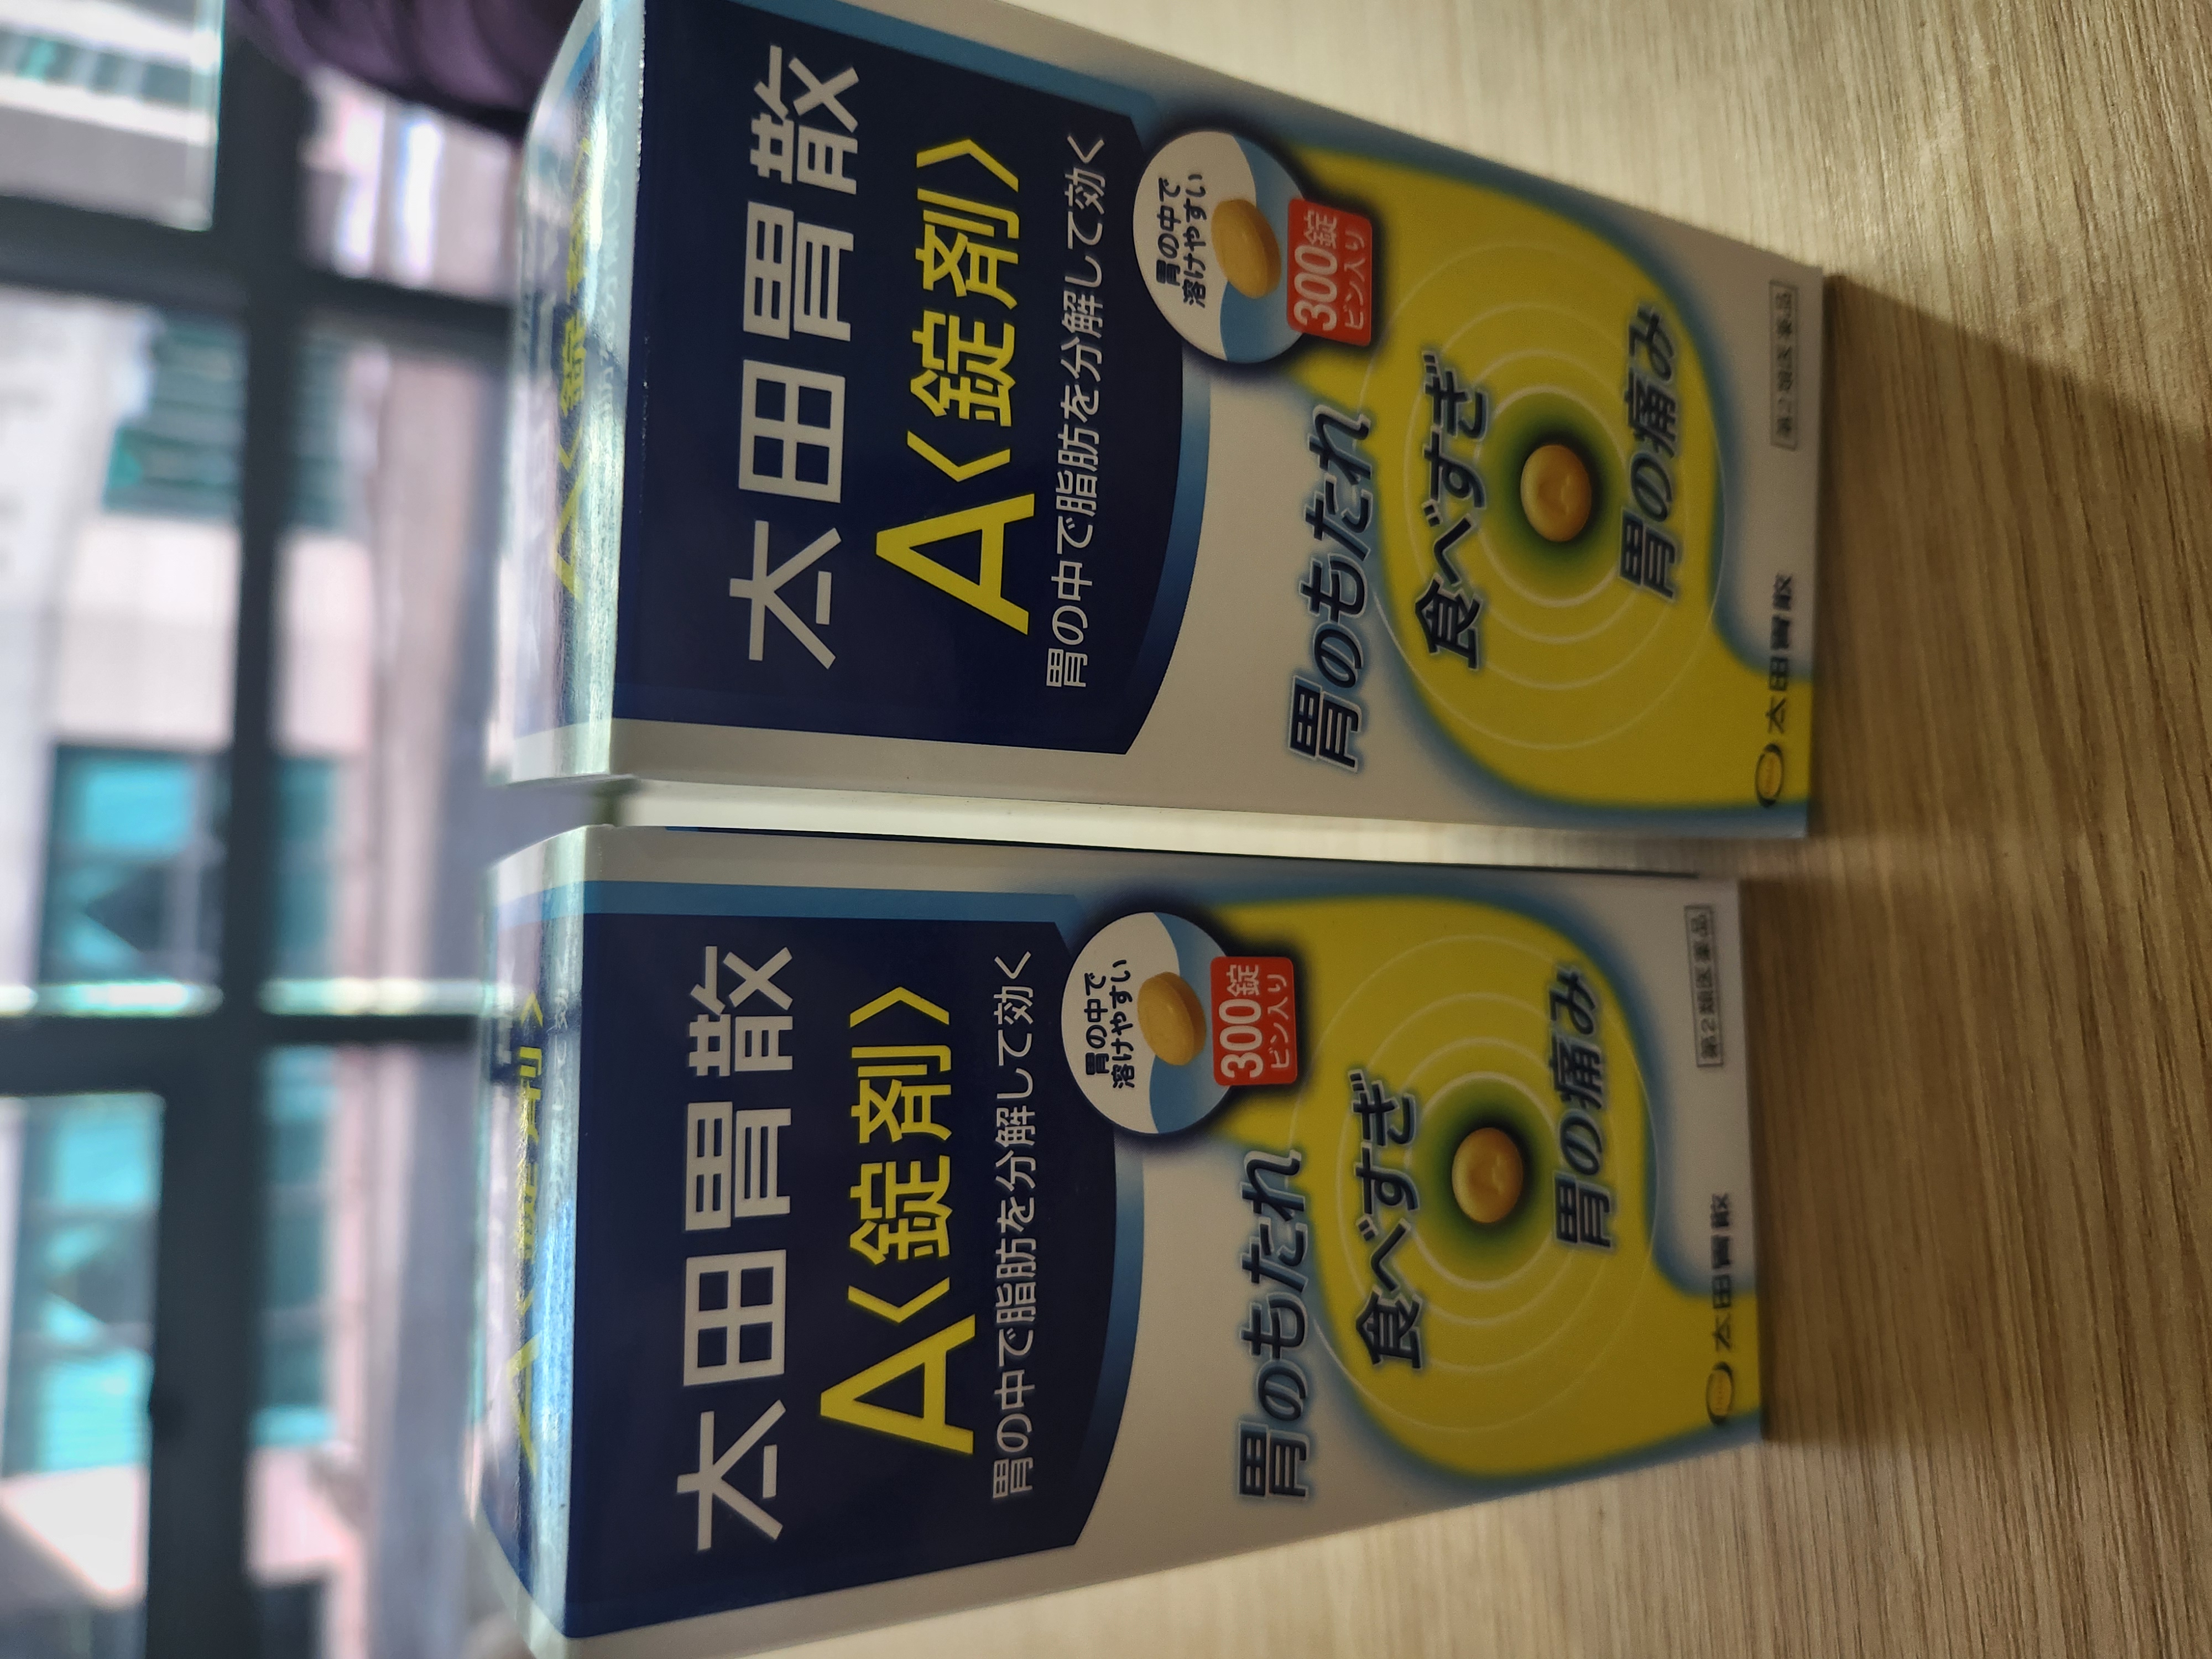 太田胃散
A〈錠剤〉
胃の中で脂肪を分解して効く
胃の中で
溶けやすい
300錠
ビン入り
胃のもたれ
食べすぎ
胃の痛み
太田胃散
第2類医薬品
太田胃散
A〈錠剤〉
胃の中で脂肪を分解して効く
胃の中で
溶けやすい
300錠
ビン入り
胃のもたれ
食べすぎ
胃の痛み
太田胃散
第2類医薬品